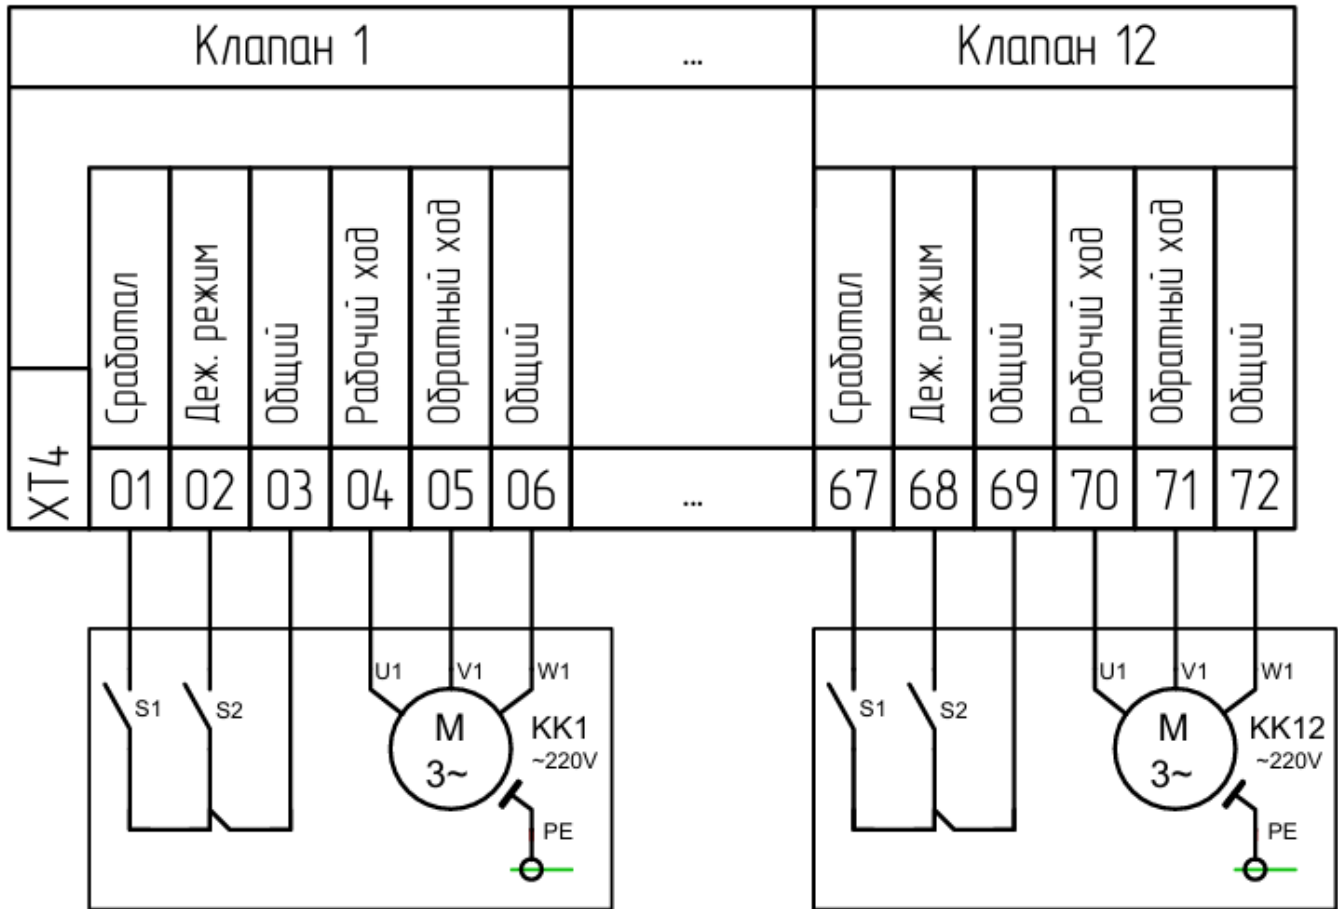 Клапан 1 ... Клапан 12
Сработал Деж. режим Общий Рабочий ход Обратный ход Общий Сработал Деж. режим Общий Рабочий ход Обратный ход Общий
XT4 01 02 03 04 05 06 ... 67 68 69 70 71 72
U1 V1 W1 U1 V1 W1
S1 S2 M KK1 S1 S2 M KK12
3~ ~220V 3~ ~220V
PE PE